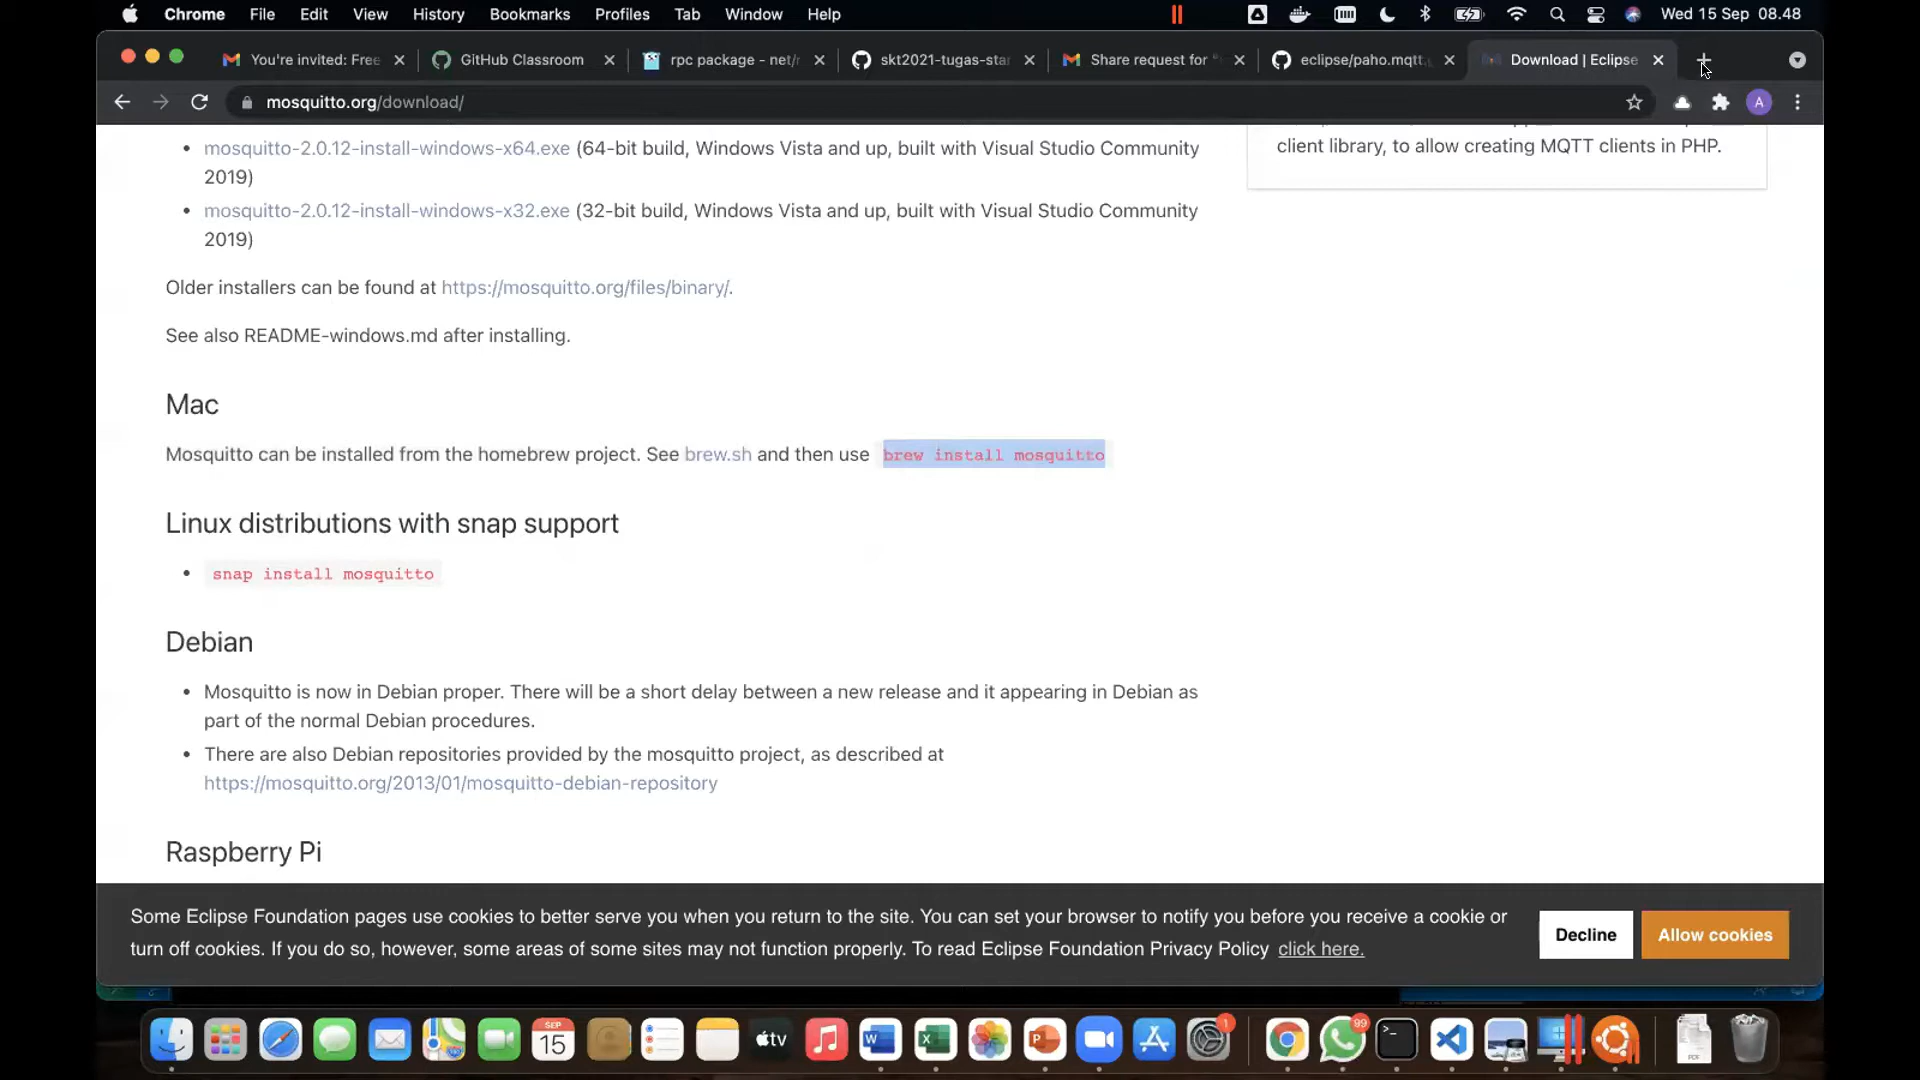 Chrome File Edit View History Bookmarks Profiles Tab Window Help Wed 15 Sep 08.48
You're invited: Free GitHub Classroom rpc package - net/r skt2021-tugas-star Share request for " eclipse/paho.mqtt. Download | Eclipse
mosquitto.org/download/ A
client library, to allow creating MQTT clients in PHP.
• mosquitto-2.0.12-install-windows-x64.exe (64-bit build, Windows Vista and up, built with Visual Studio Community
2019)
• mosquitto-2.0.12-install-windows-x32.exe (32-bit build, Windows Vista and up, built with Visual Studio Community
2019)
Older installers can be found at https://mosquitto.org/files/binary/.
See also README-windows.md after installing.
Mac
Mosquitto can be installed from the homebrew project. See brew.sh and then use brew install mosquitto
Linux distributions with snap support
• snap install mosquitto
Debian
• Mosquitto is now in Debian proper. There will be a short delay between a new release and it appearing in Debian as
part of the normal Debian procedures.
• There are also Debian repositories provided by the mosquitto project, as described at
https://mosquitto.org/2013/01/mosquitto-debian-repository
Raspberry Pi
Some Eclipse Foundation pages use cookies to better serve you when you return to the site. You can set your browser to notify you before you receive a cookie or
turn off cookies. If you do so, however, some areas of some sites may not function properly. To read Eclipse Foundation Privacy Policy click here.
Decline Allow cookies
SEP
15
tv
W
X
P
1
99
PDF